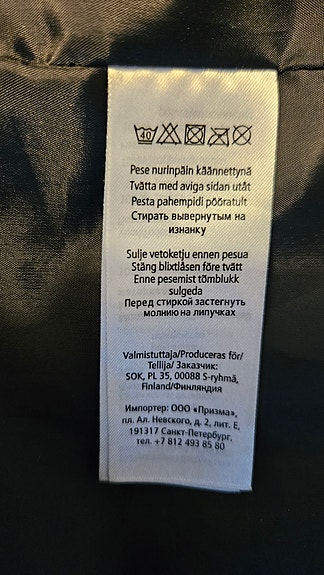 40
Pese nurinpäin käännettynä
Tvätta med aviga sidan utåt
Pesta pahempidi pööratult
Стирать вывернутым на
изнанку
Sulje vetoketju ennen pesua
Stäng blixtlåsen före tvätt
Enne pesemist tõmblukk
sulgeda
Перед стиркой застегнуть
молнию на липучках
Valmistuttaja/Produceras för/
Tellija/ Заказчик:
SOK, PL 35, 00088 S-ryhmä,
Finland/Финляндия
Импортер: ООО «Призма»,
пл. Ал. Невского, д. 2, лит. Е,
191317 Санкт-Петербург,
тел. +7 812 493 85 80